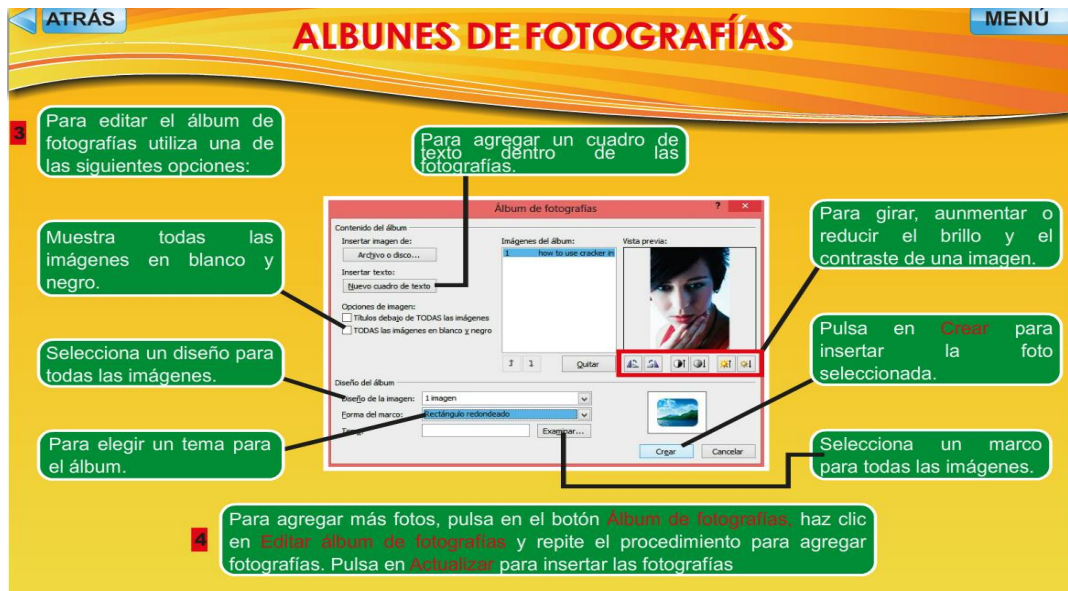 ATRÁS
MENÚ
ALBUNES DE FOTOGRAFÍAS
3
Para editar el álbum de
fotografías utiliza una de
las siguientes opciones:
Para agregar un cuadro de
texto dentro de las
fotografías.
Muestra todas las
imágenes en blanco y
negro.
Selecciona un diseño para
todas las imágenes.
Para elegir un tema para
el álbum.
Álbum de fotografías
? ×
Contenido del álbum
Insertar imagen de:
Archivo o disco...
Insertar texto:
Nuevo cuadro de texto
Opciones de imagen:
Títulos debajo de TODAS las imágenes
TODAS las imágenes en blanco y negro
Imágenes del álbum:
1 how to use cracker in
Quitar
Vista previa:
Diseño del álbum
Diseño de la imagen: 1 imagen
Forma del marco: Rectángulo redondeado
Examinar...
Crear Cancelar
Para girar, aunmentar o
reducir el brillo y el
contraste de una imagen.
Pulsa en Crear para
insertar la foto
seleccionada.
Selecciona un marco
para todas las imágenes.
4
Para agregar más fotos, pulsa en el botón Álbum de fotografías, haz clic
en Editar álbum de fotografías y repite el procedimiento para agregar
fotografías. Pulsa en Actualizar para insertar las fotografías